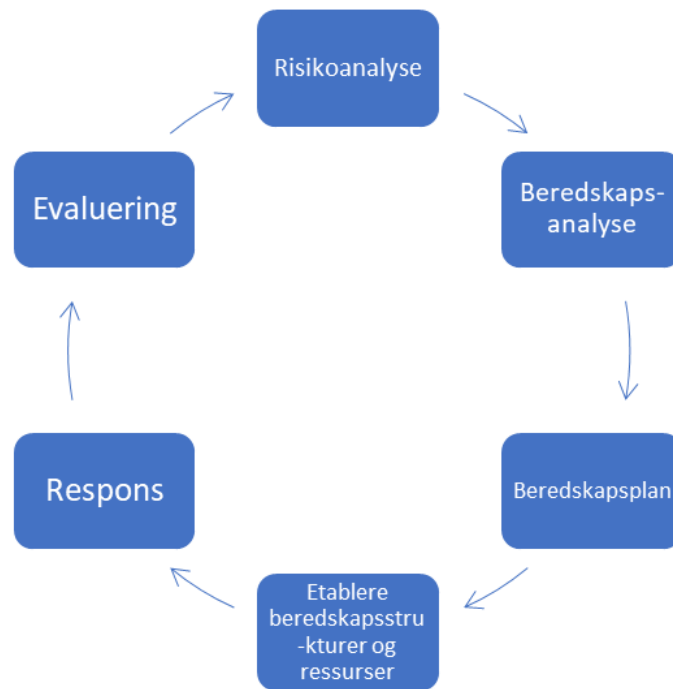 Risikoanalyse
Beredskaps-
analyse
Beredskapsplan
Etablere
beredskapsstru
-kturer og
ressurser
Respons
Evaluering